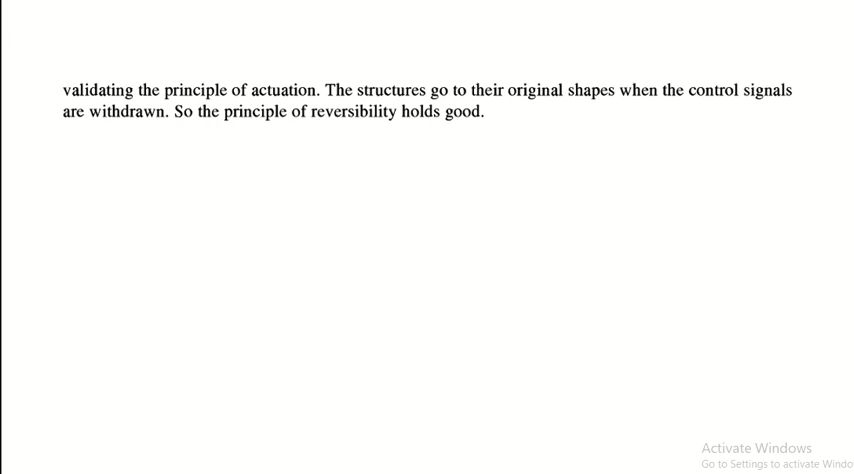 validating the principle of actuation. The structures go to their original shapes when the control signals
are withdrawn. So the principle of reversibility holds good.
Activate Windows
Go to Settings to activate Windo